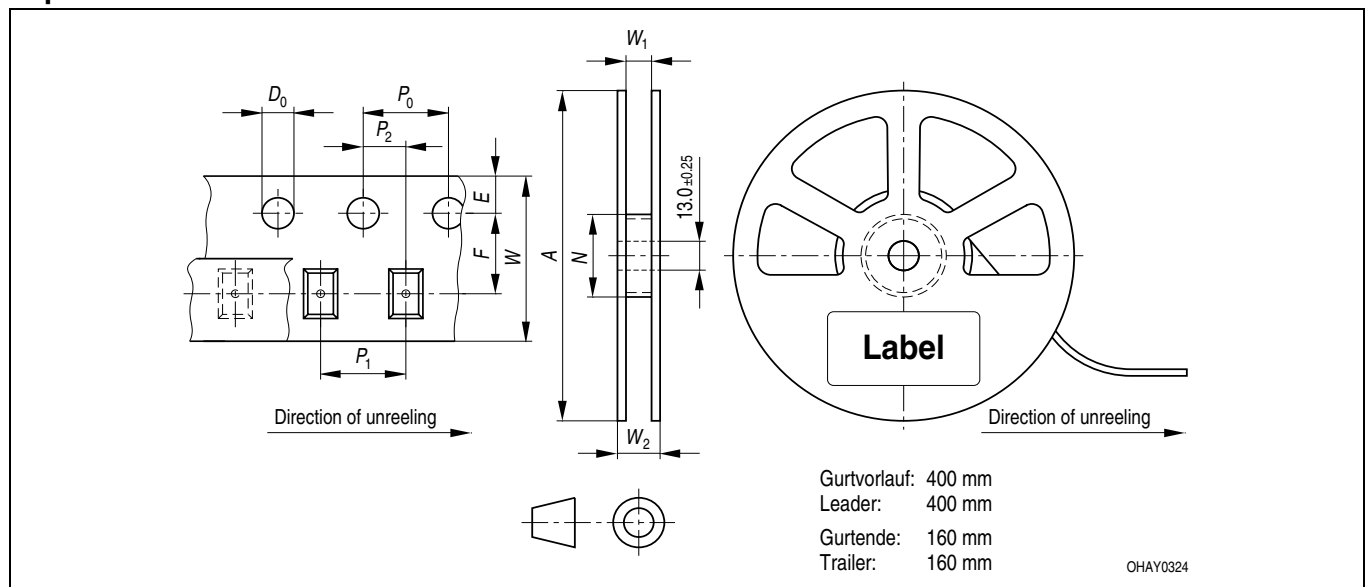 W1
D0
P0
P2
E
F
W
A
N
13.0±0.25
P1
Label
Direction of unreeling
W2
Direction of unreeling
Gurtvorlauf: 400 mm
Leader: 400 mm
Gurtende: 160 mm
Trailer: 160 mm
OHAY0324